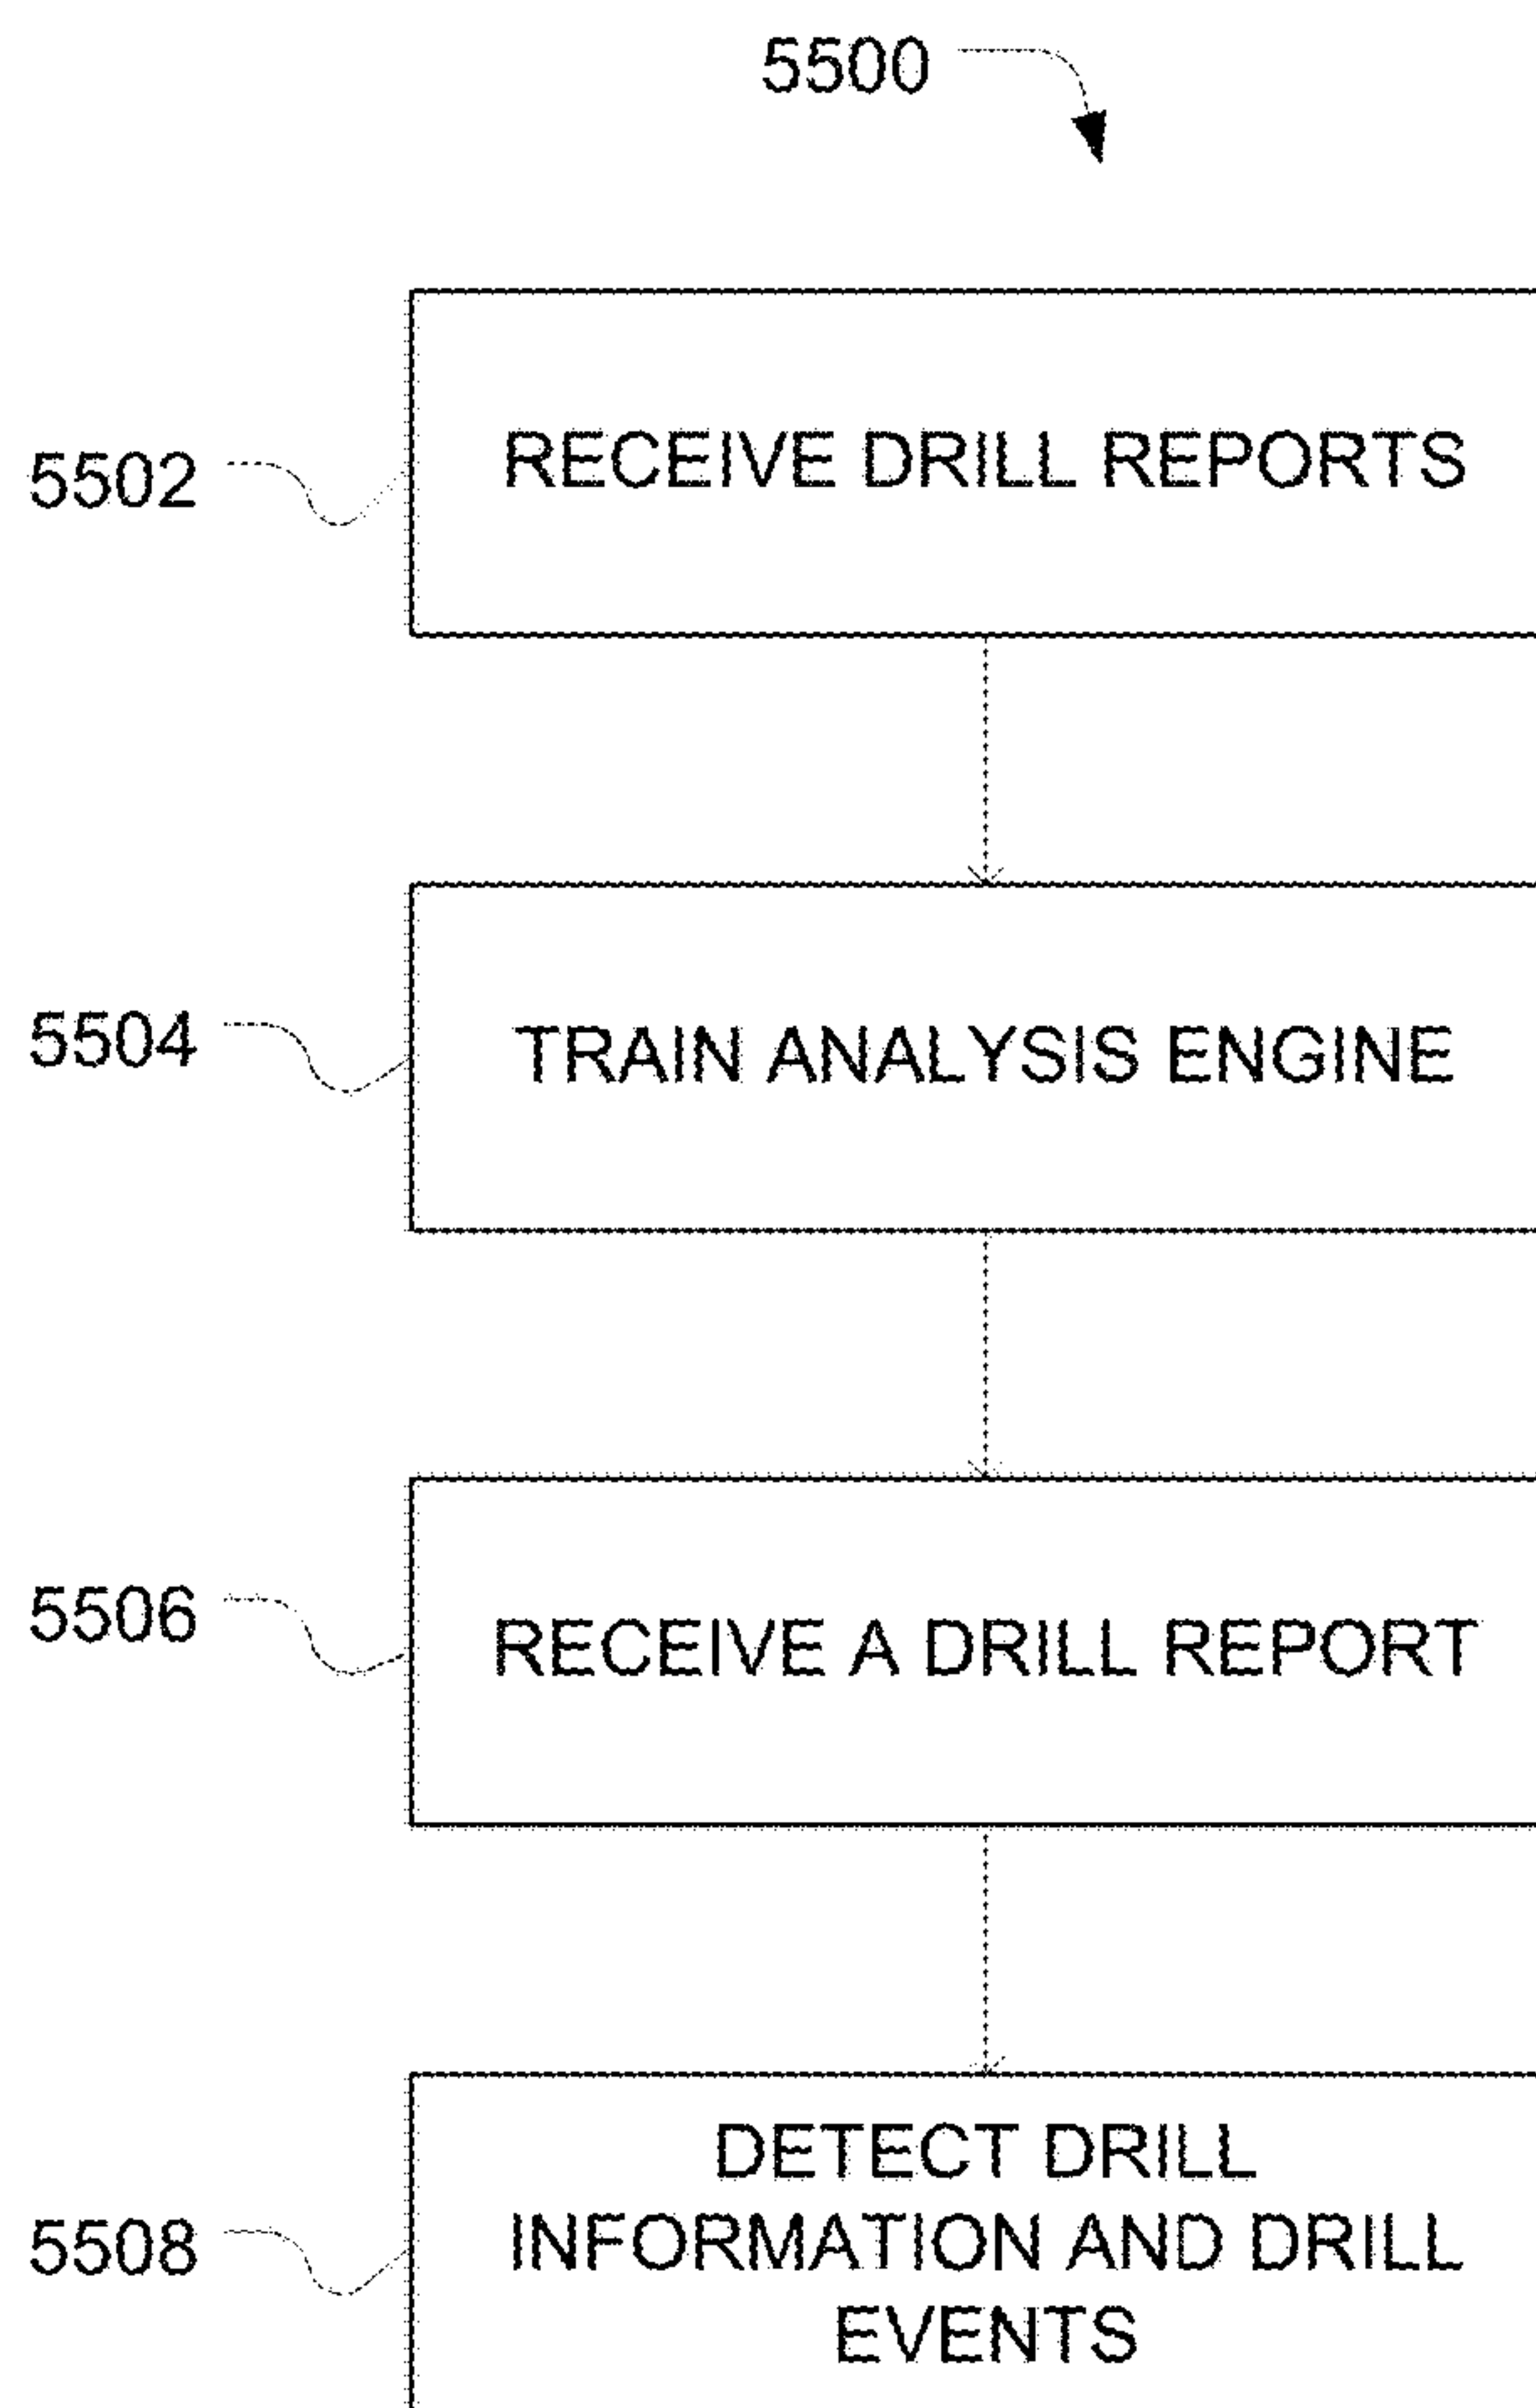 5500
5502
RECEIVE DRILL REPORTS
5504
TRAIN ANALYSIS ENGINE
5506
RECEIVE A DRILL REPORT
5508
DETECT DRILL
INFORMATION AND DRILL
EVENTS